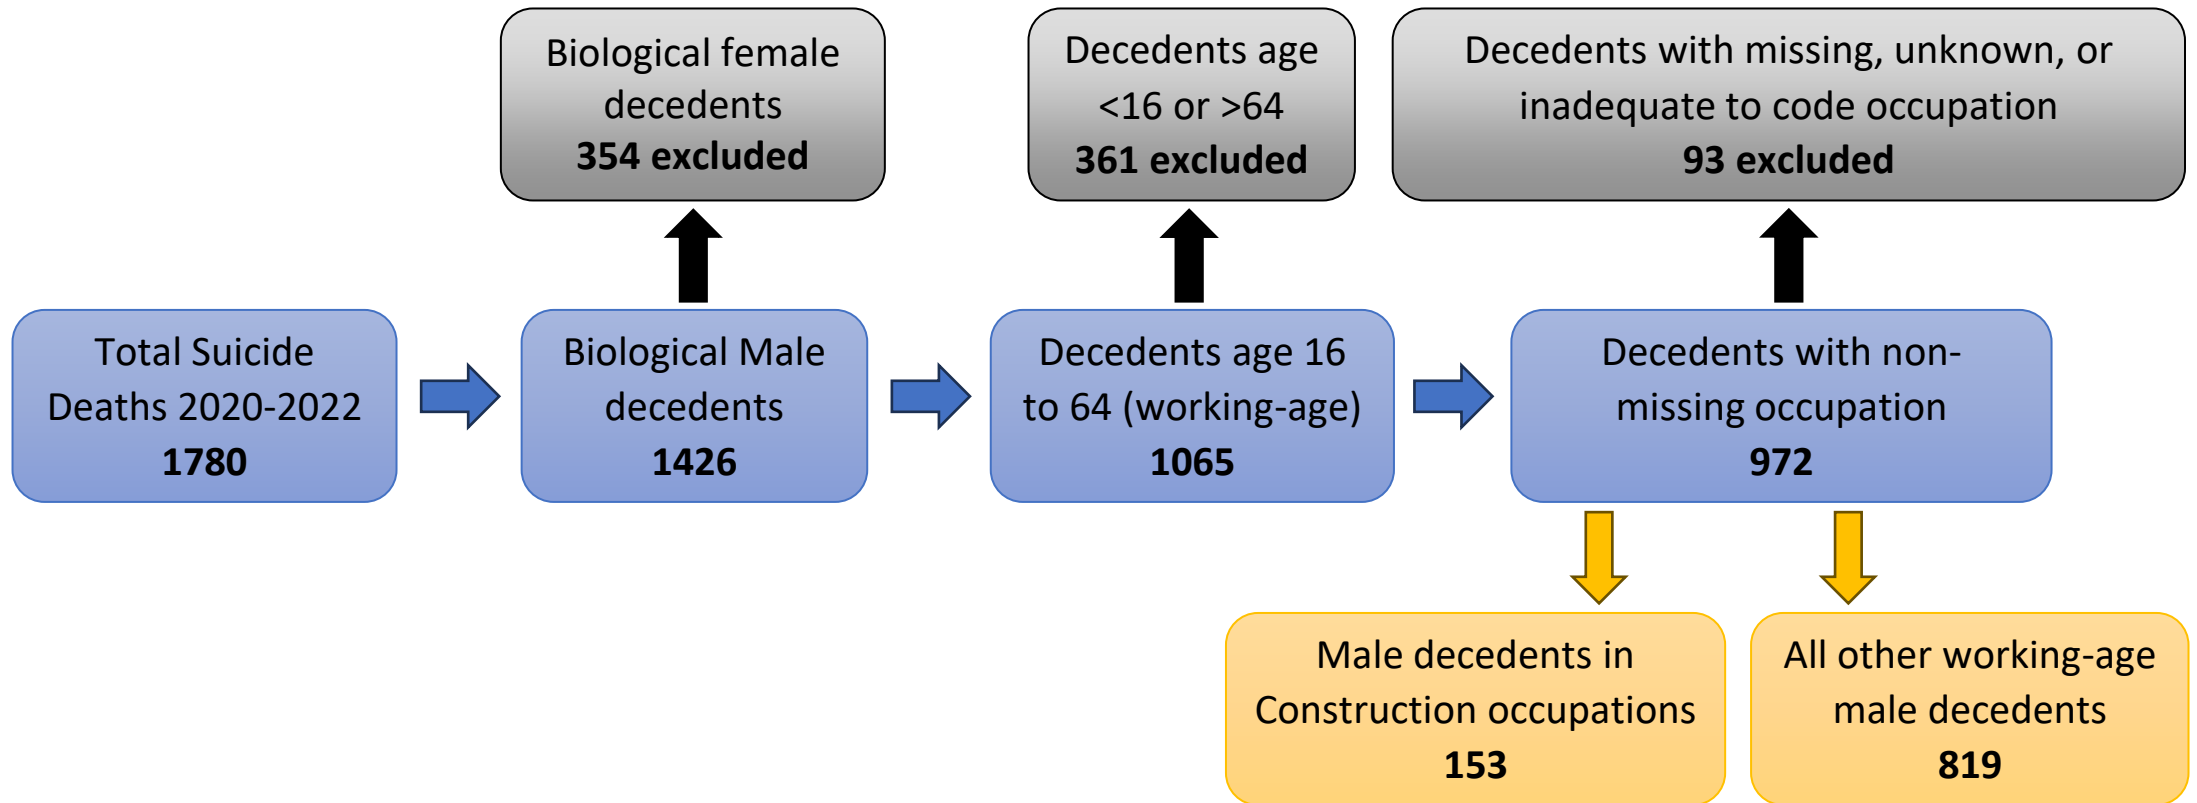 Biological female
decedents
354 excluded
Decedents age
<16 or >64
361 excluded
Decedents with missing, unknown, or
inadequate to code occupation
93 excluded
Total Suicide
Deaths 2020-2022
1780
Biological Male
decedents
1426
Decedents age 16
to 64 (working-age)
1065
Decedents with non-
missing occupation
972
Male decedents in
Construction occupations
153
All other working-age
male decedents
819